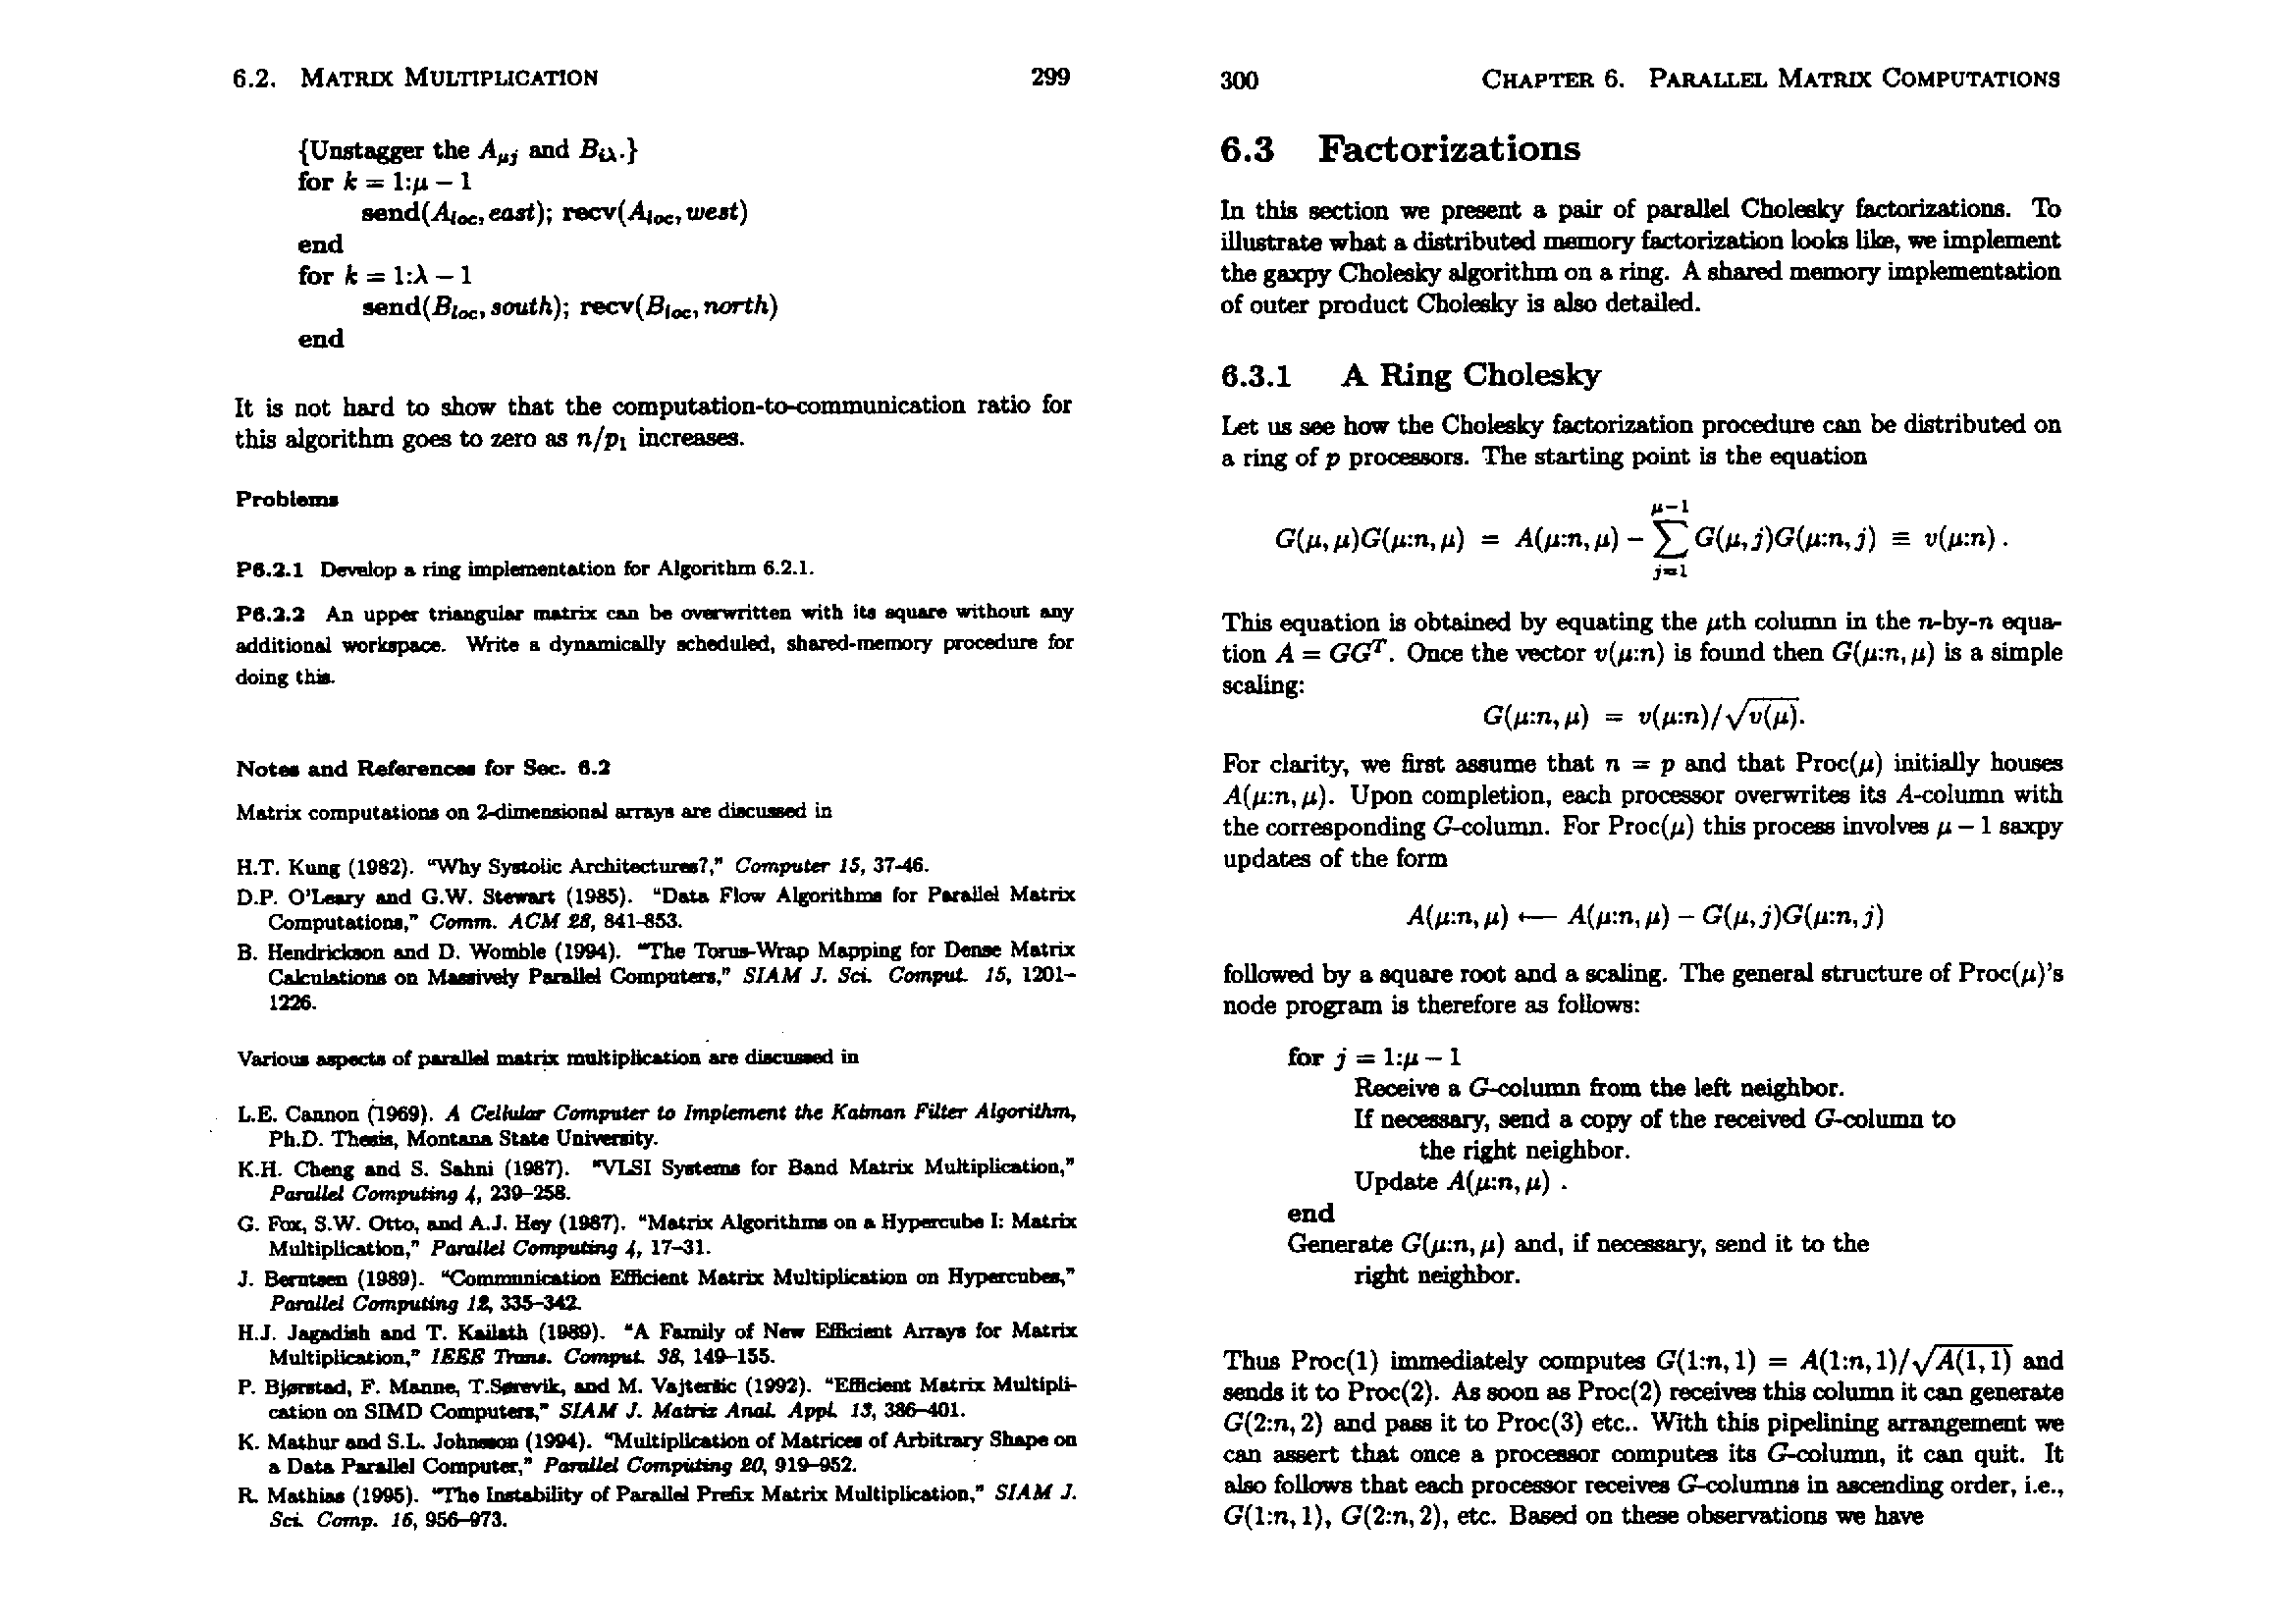 6.2. MATRIX MULTIPLICATION 299
{Unstagger the A_{μj} and B_{iλ}.}
for k = 1:μ − 1
send(A_{loc}, east); recv(A_{loc}, west)
end
for k = 1:λ − 1
send(B_{loc}, south); recv(B_{loc}, north)
end
It is not hard to show that the computation-to-communication ratio for
this algorithm goes to zero as n/p₁ increases.
Problems
P6.2.1 Develop a ring implementation for Algorithm 6.2.1.
P6.2.2 An upper triangular matrix can be overwritten with its square without any
additional workspace. Write a dynamically scheduled, shared-memory procedure for
doing this.
Notes and References for Sec. 6.2
Matrix computations on 2-dimensional arrays are discussed in
H.T. Kung (1982). "Why Systolic Architectures?," Computer 15, 37-46.
D.P. O'Leary and G.W. Stewart (1985). "Data Flow Algorithms for Parallel Matrix
Computations," Comm. ACM 28, 841–853.
B. Hendrickson and D. Womble (1994). "The Torus-Wrap Mapping for Dense Matrix
Calculations on Massively Parallel Computers," SIAM J. Sci. Comput. 15, 1201–
1226.
Various aspects of parallel matrix multiplication are discussed in
L.E. Cannon (1969). A Cellular Computer to Implement the Kalman Filter Algorithm,
Ph.D. Thesis, Montana State University.
K.H. Cheng and S. Sahni (1987). "VLSI Systems for Band Matrix Multiplication,"
Parallel Computing 4, 239–258.
G. Fox, S.W. Otto, and A.J. Hey (1987). "Matrix Algorithms on a Hypercube I: Matrix
Multiplication," Parallel Computing 4, 17–31.
J. Berntsen (1989). "Communication Efficient Matrix Multiplication on Hypercubes,"
Parallel Computing 12, 335–342.
H.J. Jagadish and T. Kailath (1989). "A Family of New Efficient Arrays for Matrix
Multiplication," IEEE Trans. Comput. 38, 149–155.
P. Bjørstad, F. Manne, T.Sørevik, and M. Vajteršic (1992). "Efficient Matrix Multipli-
cation on SIMD Computers," SIAM J. Matrix Anal. Appl. 13, 386–401.
K. Mathur and S.L. Johnsson (1994). "Multiplication of Matrices of Arbitrary Shape on
a Data Parallel Computer," Parallel Computing 20, 919–952.
R. Mathias (1995). "The Instability of Parallel Prefix Matrix Multiplication," SIAM J.
Sci. Comp. 16, 956–973.
300 CHAPTER 6. PARALLEL MATRIX COMPUTATIONS
6.3 Factorizations
In this section we present a pair of parallel Cholesky factorizations. To
illustrate what a distributed memory factorization looks like, we implement
the gaxpy Cholesky algorithm on a ring. A shared memory implementation
of outer product Cholesky is also detailed.
6.3.1 A Ring Cholesky
Let us see how the Cholesky factorization procedure can be distributed on
a ring of p processors. The starting point is the equation
G(μ, μ)G(μ:n, μ) = A(μ:n, μ) − ∑_{j=1}^{μ−1} G(μ, j)G(μ:n, j) ≡ v(μ:n) .
This equation is obtained by equating the μth column in the n-by-n equa-
tion A = GGᵀ. Once the vector v(μ:n) is found then G(μ:n, μ) is a simple
scaling:
G(μ:n, μ) = v(μ:n)/√v(μ).
For clarity, we first assume that n = p and that Proc(μ) initially houses
A(μ:n, μ). Upon completion, each processor overwrites its A-column with
the corresponding G-column. For Proc(μ) this process involves μ − 1 saxpy
updates of the form
A(μ:n, μ) ⟵ A(μ:n, μ) − G(μ, j)G(μ:n, j)
followed by a square root and a scaling. The general structure of Proc(μ)'s
node program is therefore as follows:
for j = 1:μ − 1
Receive a G-column from the left neighbor.
If necessary, send a copy of the received G-column to
the right neighbor.
Update A(μ:n, μ) .
end
Generate G(μ:n, μ) and, if necessary, send it to the
right neighbor.
Thus Proc(1) immediately computes G(1:n, 1) = A(1:n, 1)/√A(1, 1) and
sends it to Proc(2). As soon as Proc(2) receives this column it can generate
G(2:n, 2) and pass it to Proc(3) etc.. With this pipelining arrangement we
can assert that once a processor computes its G-column, it can quit. It
also follows that each processor receives G-columns in ascending order, i.e.,
G(1:n, 1), G(2:n, 2), etc. Based on these observations we have